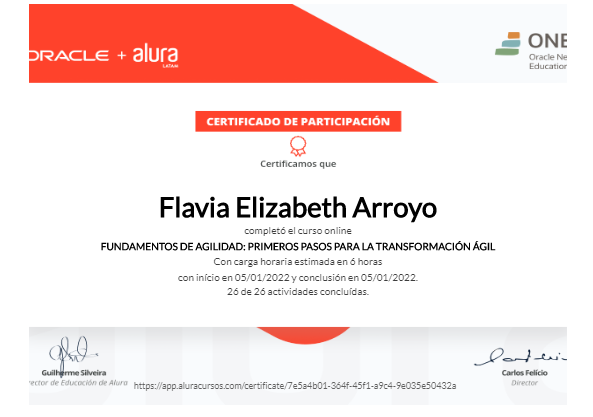 ORACLE + alura
LATAM
ONE
Oracle Ne
Education
CERTIFICADO DE PARTICIPACIÓN
Certificamos que
Flavia Elizabeth Arroyo
completó el curso online
FUNDAMENTOS DE AGILIDAD: PRIMEROS PASOS PARA LA TRANSFORMACIÓN ÁGIL
Con carga horaria estimada en 6 horas
con início en 05/01/2022 y conclusión en 05/01/2022.
26 de 26 actividades concluídas.
Guilherme Silveira
ector de Educación de Alura
https://app.aluracursos.com/certificate/7e5a4b01-364f-45f1-a9c4-9e035e50432a
Carlos Felício
Director